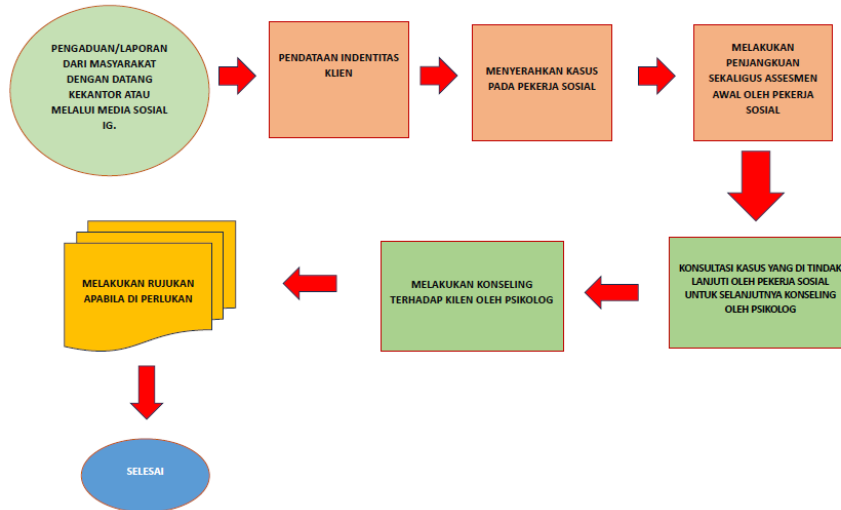 PENGADUAN/LAPORAN
DARI MASYARAKAT
DENGAN DATANG
KEKANTOR ATAU
MELALUI MEDIA SOSIAL
IG.
PENDATAAN INDENTITAS
KLIEN
MENYERAHKAN KASUS
PADA PEKERJA SOSIAL
MELAKUKAN
PENJANGKUAN
SEKALIGUS ASSESMEN
AWAL OLEH PEKERJA
SOSIAL
KONSULTASI KASUS YANG DI TINDAK
LANJUTI OLEH PEKERJA SOSIAL
UNTUK SELANJUTNYA KONSELING
OLEH PSIKOLOG
MELAKUKAN KONSELING
TERHADAP KILEN OLEH PSIKOLOG
MELAKUKAN RUJUKAN
APABILA DI PERLUKAN
SELESAI